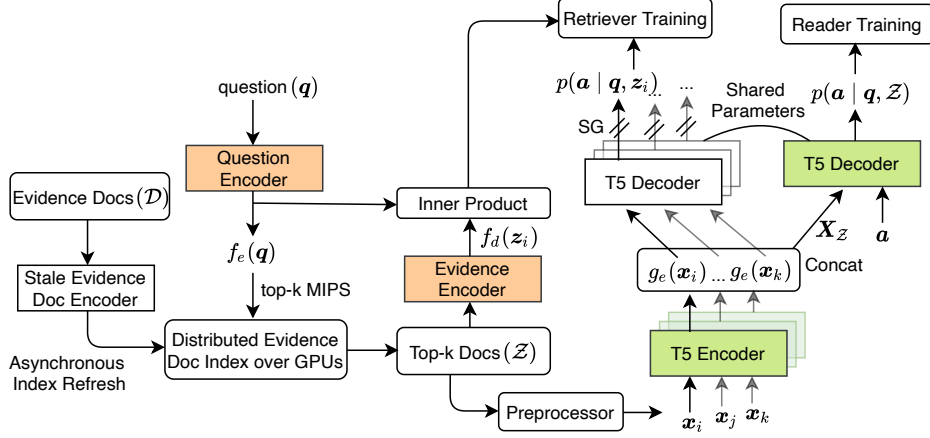 Retriever Training
Reader Training
question (q)
p(a | q, z_i)
...
...
Shared
Parameters
p(a | q, Z)
SG
Question
Encoder
T5 Decoder
T5 Decoder
Evidence Docs (D)
Inner Product
f_e(q)
f_d(z_i)
X_Z
a
Stale Evidence
Doc Encoder
Evidence
Encoder
g_e(x_i) ... g_e(x_k)
Concat
top-k MIPS
Distributed Evidence
Doc Index over GPUs
Top-k Docs (Z)
T5 Encoder
Asynchronous
Index Refresh
Preprocessor
x_i
x_j
x_k